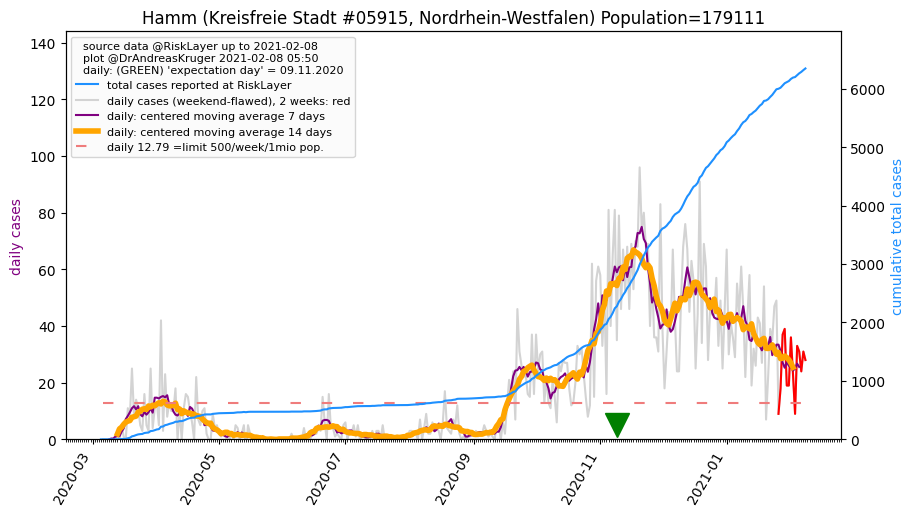 Hamm (Kreisfreie Stadt #05915, Nordrhein-Westfalen) Population=179111
source data @RiskLayer up to 2021-02-08
plot @DrAndreasKruger 2021-02-08 05:50
daily: (GREEN) 'expectation day' = 09.11.2020
total cases reported at RiskLayer
daily cases (weekend-flawed), 2 weeks: red
daily: centered moving average 7 days
daily: centered moving average 14 days
daily 12.79 =limit 500/week/1mio pop.
daily cases
140
120
100
80
60
40
20
0
cumulative total cases
6000
5000
4000
3000
2000
1000
0
2020-03
2020-05
2020-07
2020-09
2020-11
2021-01